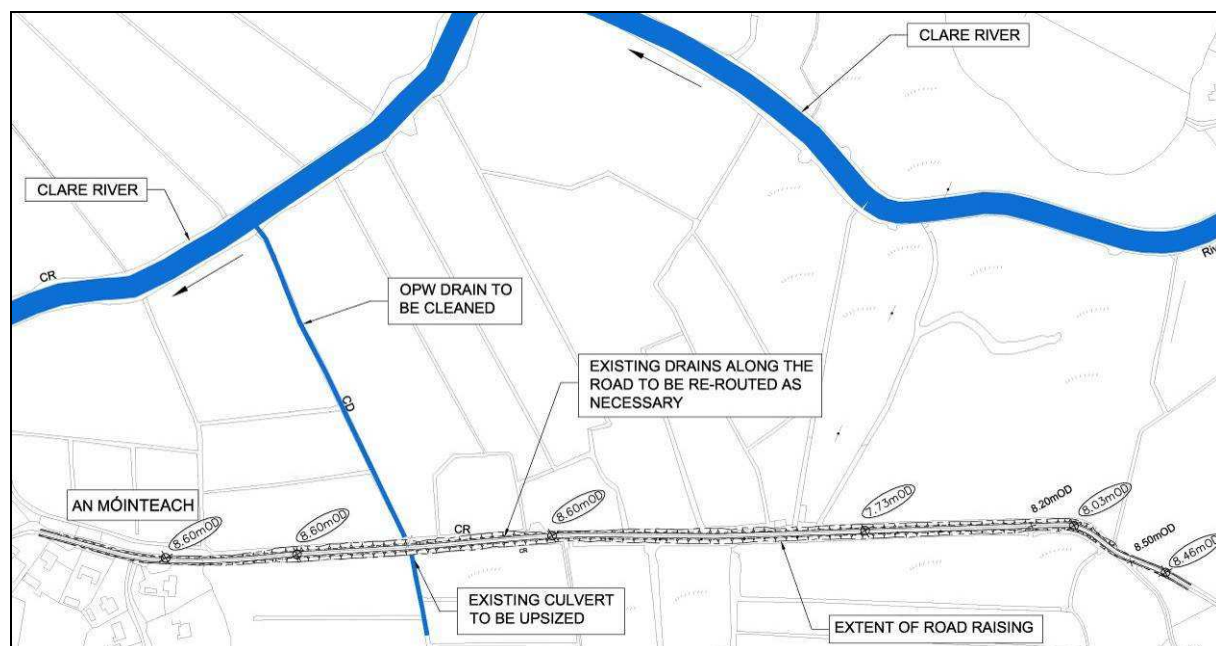 CLARE RIVER
CLARE RIVER
CR
Riv
OPW DRAIN TO
BE CLEANED
EXISTING DRAINS ALONG THE
ROAD TO BE RE-ROUTED AS
NECESSARY
CD
AN MÓINTEACH
8.60mOD
8.60mOD
CR
CR
8.60mOD
7.73mOD
8.20mOD
8.03mOD
8.50mOD
8.46mOD
EXISTING CULVERT
TO BE UPSIZED
EXTENT OF ROAD RAISING